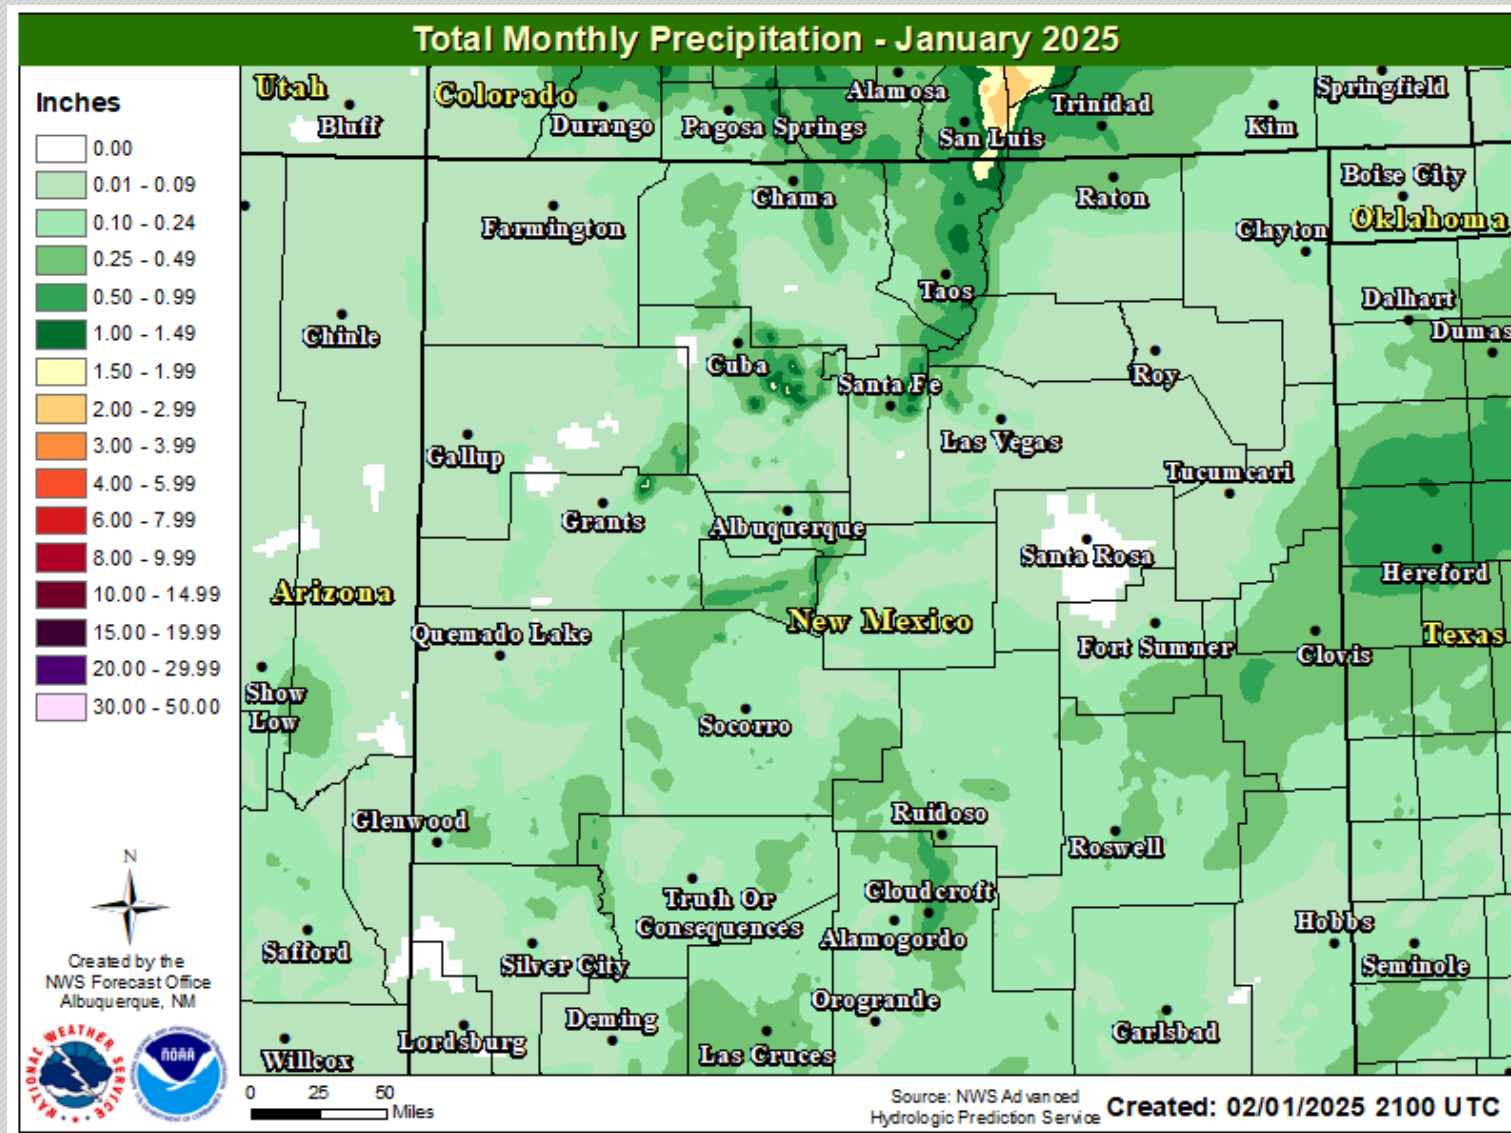 Total Monthly Precipitation - January 2025
Inches
0.00
0.01 - 0.09
0.10 - 0.24
0.25 - 0.49
0.50 - 0.99
1.00 - 1.49
1.50 - 1.99
2.00 - 2.99
3.00 - 3.99
4.00 - 5.99
6.00 - 7.99
8.00 - 9.99
10.00 - 14.99
15.00 - 19.99
20.00 - 29.99
30.00 - 50.00
Utah
Colorado
Alamosa
Springfield
Bluff
Durango
Pagosa Springs
San Luis
Trinidad
Kim
Chama
Raton
Boise City
Oklahoma
Farmington
Clayton
Taos
Dalhart
Chinle
Dumas
Cuba
Santa Fe
Roy
Gallup
Las Vegas
Tucumcari
Grants
Albuquerque
Santa Rosa
Hereford
Arizona
New Mexico
Texas
Quemado Lake
Fort Sumner
Clovis
Show
Low
Socorro
Glenwood
Ruidoso
Roswell
Truth Or
Consequences
Cloudcroft
Alamogordo
Hobbs
Safford
Silver City
Seminole
Orogrande
Deming
Carlsbad
Lordsburg
Las Cruces
Willcox
N
Created by the
NWS Forecast Office
Albuquerque, NM
NATIONAL WEATHER SERVICE
NOAA
0 25 50
Miles
Source: NWS Advanced
Hydrologic Prediction Service
Created: 02/01/2025 2100 UTC